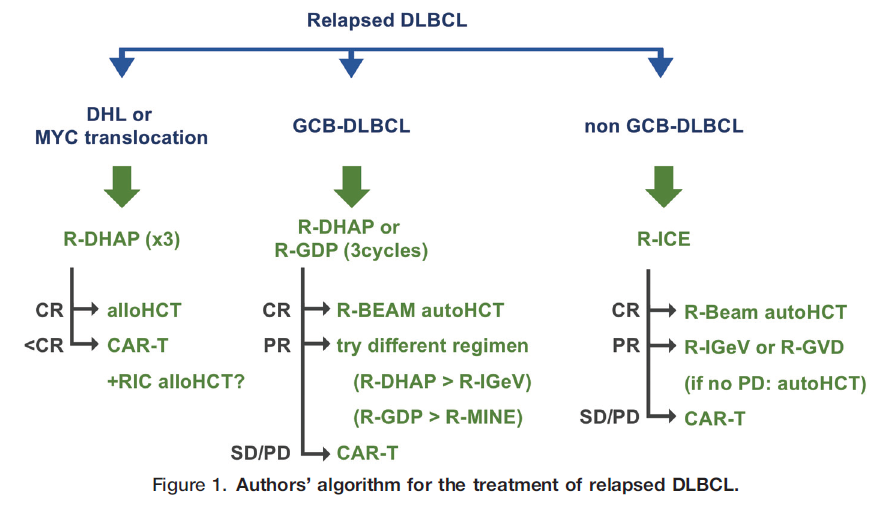 Relapsed DLBCL
DHL or
MYC translocation
R-DHAP (x3)
CR
alloHCT
<CR
CAR-T
+RIC alloHCT?
GCB-DLBCL
R-DHAP or
R-GDP (3cycles)
CR
R-BEAM autoHCT
PR
try different regimen
(R-DHAP > R-IGeV)
(R-GDP > R-MINE)
SD/PD
CAR-T
non GCB-DLBCL
R-ICE
CR
R-Beam autoHCT
PR
R-IGeV or R-GVD
(if no PD: autoHCT)
SD/PD
CAR-T
Figure 1. Authors' algorithm for the treatment of relapsed DLBCL.